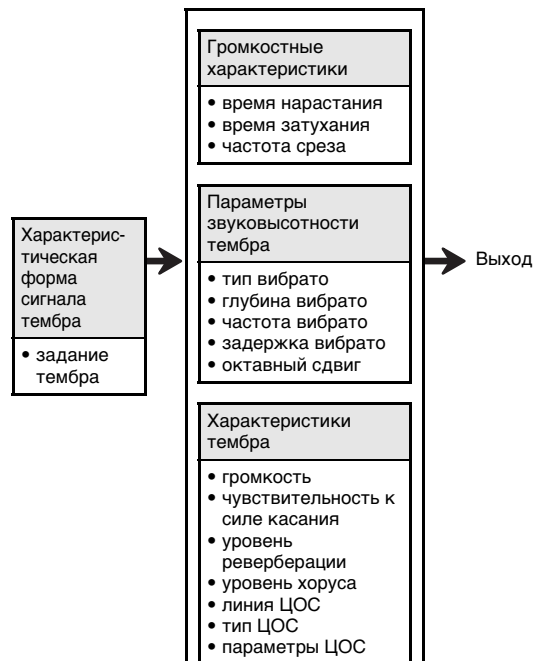 Характерис-
тическая
форма
сигнала
тембра
• задание
тембра
Громкостные
характеристики
• время нарастания
• время затухания
• частота среза
Параметры
звуковысотности
тембра
• тип вибрато
• глубина вибрато
• частота вибрато
• задержка вибрато
• октавный сдвиг
Характеристики
тембра
• громкость
• чувствительность к
силе касания
• уровень
реверберации
• уровень хоруса
• линия ЦОС
• тип ЦОС
• параметры ЦОС
Выход